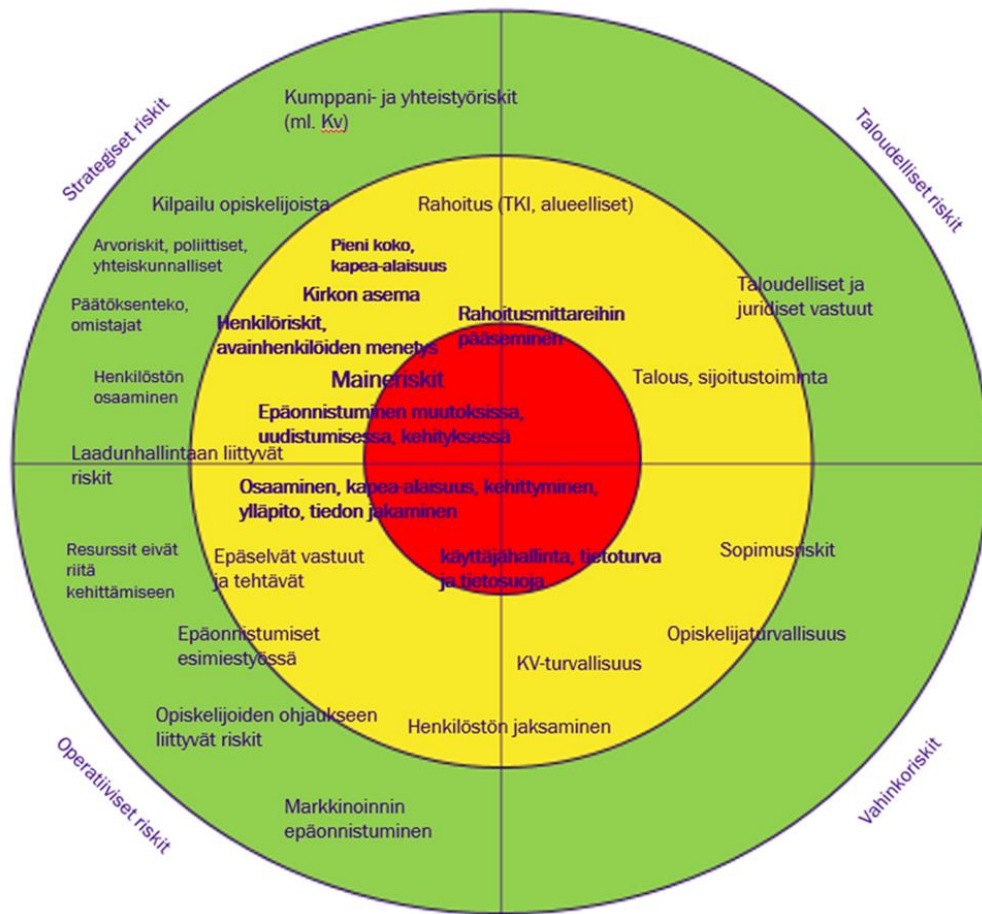 Strategiset riskit
Taloudelliset riskit
Kumppani- ja yhteistyöriskit
(ml. Kv)
Kilpailu opiskelijoista
Rahoitus (TKI, alueelliset)
Arvoriskit, poliittiset,
yhteiskunnalliset
Pieni koko,
kapea-alaisuus
Kirkon asema
Päätöksenteko,
omistajat
Henkilöriskit,
avainhenkilöiden menetys
Rahoitusmittareihin
pääseminen
Taloudelliset ja
juridiset vastuut
Henkilöstön
osaaminen
Maineriskit
Talous, sijoitustoiminta
Epäonnistuminen muutoksissa,
uudistumisessa, kehityksessä
Laadunhallintaan liittyvät
riskit
Osaaminen, kapea-alaisuus, kehittyminen,
ylläpito, tiedon jakaminen
Resurssit eivät
riitä
kehittämiseen
Epäselvät vastuut
ja tehtävät
käyttäjähallinta, tietoturva
ja tietosuoja
Sopimusriskit
Epäonnistumiset
esimiestyössä
Opiskelijaturvallisuus
KV-turvallisuus
Opiskelijoiden ohjaukseen
liittyvät riskit
Henkilöstön jaksaminen
Markkinoinnin
epäonnistuminen
Operatiiviset riskit
Vahinkoriskit